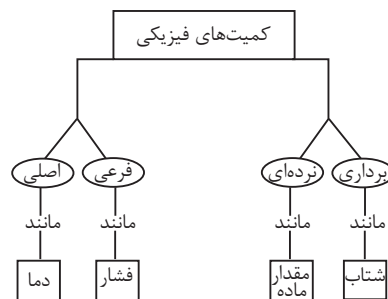 کمیت‌های فیزیکی
برداری
نرده‌ای
فرعی
اصلی
مانند
مانند
مانند
مانند
شتاب
مقدار
ماده
فشار
دما